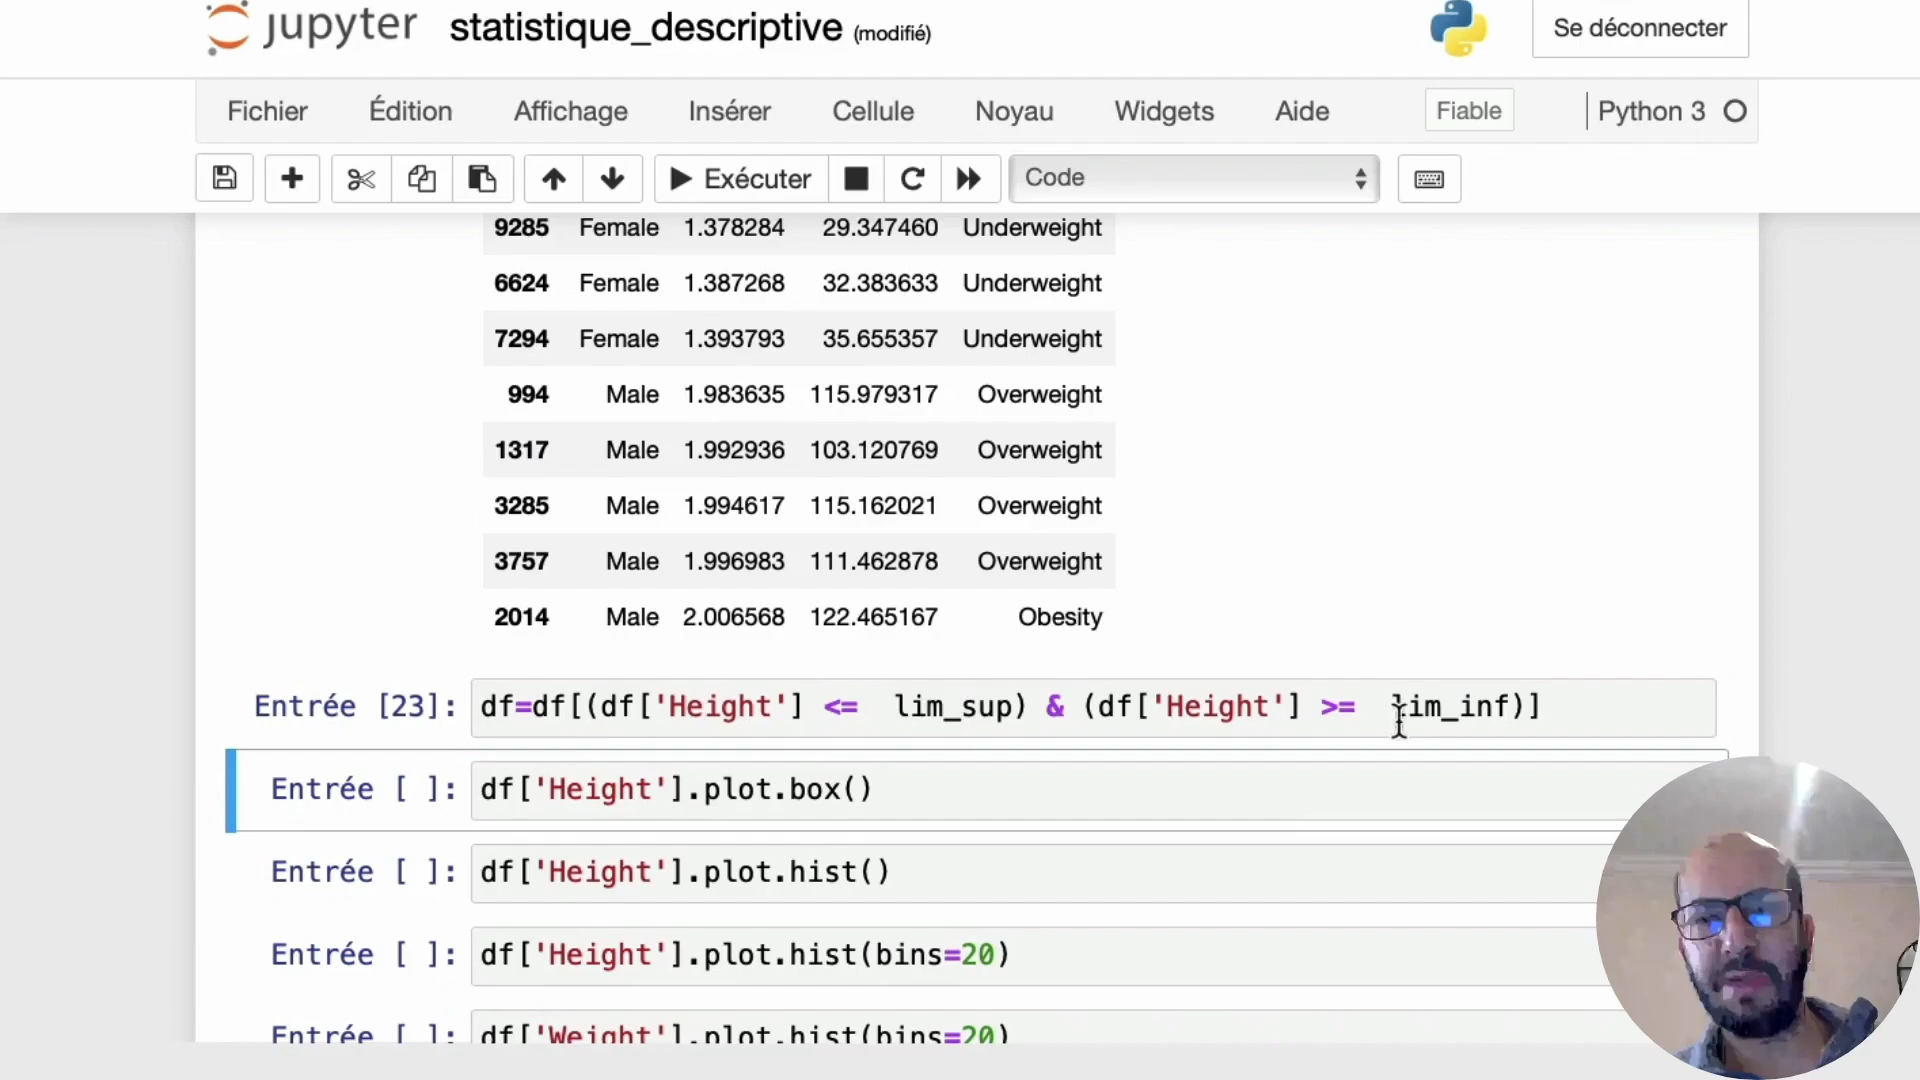 jupyter statistique_descriptive (modifié) Se déconnecter
Fichier Édition Affichage Insérer Cellule Noyau Widgets Aide Fiable Python 3
Exécuter Code
9285 Female 1.378284 29.347460 Underweight
6624 Female 1.387268 32.383633 Underweight
7294 Female 1.393793 35.655357 Underweight
994 Male 1.983635 115.979317 Overweight
1317 Male 1.992936 103.120769 Overweight
3285 Male 1.994617 115.162021 Overweight
3757 Male 1.996983 111.462878 Overweight
2014 Male 2.006568 122.465167 Obesity
Entrée [23]: df=df[(df['Height'] <= lim_sup) & (df['Height'] >= lim_inf)]
Entrée [ ]: df['Height'].plot.box()
Entrée [ ]: df['Height'].plot.hist()
Entrée [ ]: df['Height'].plot.hist(bins=20)
Entrée [ ]: df['Weight'].plot.hist(bins=20)